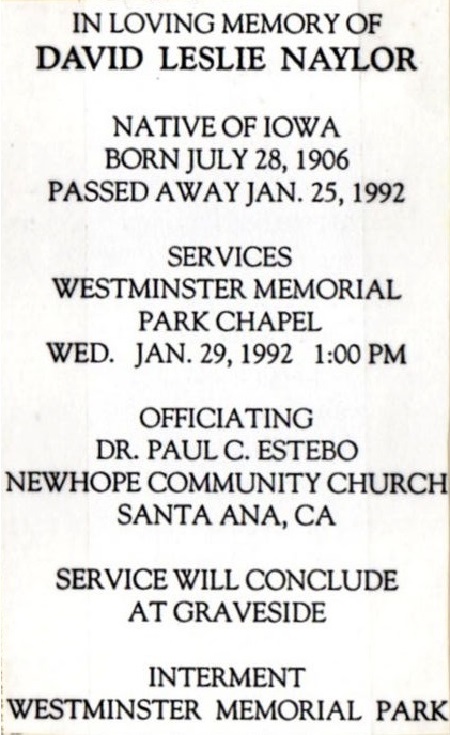 IN LOVING MEMORY OF
DAVID LESLIE NAYLOR
NATIVE OF IOWA
BORN JULY 28, 1906
PASSED AWAY JAN. 25, 1992
SERVICES
WESTMINSTER MEMORIAL
PARK CHAPEL
WED. JAN. 29, 1992 1:00 PM
OFFICIATING
DR. PAUL C. ESTEBO
NEWHOPE COMMUNITY CHURCH
SANTA ANA, CA
SERVICE WILL CONCLUDE
AT GRAVESIDE
INTERMENT
WESTMINSTER MEMORIAL PARK